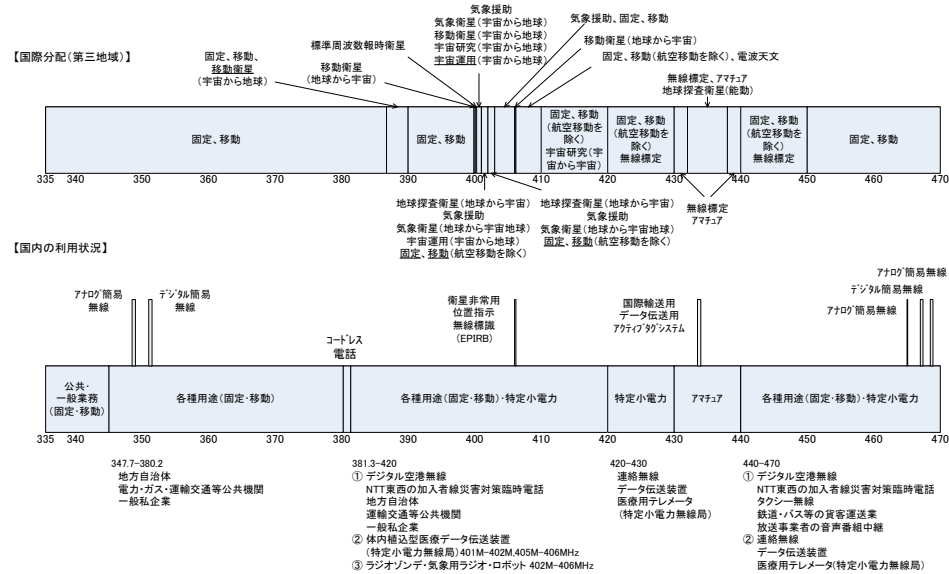 【国際分配(第三地域)】
固定、移動、
移動衛星
(宇宙から地球)
標準周波数報時衛星
移動衛星
(地球から宇宙)
気象援助
気象衛星(宇宙から地球)
移動衛星(宇宙から地球)
宇宙研究(宇宙から地球)
宇宙運用(宇宙から地球)
気象援助、固定、移動
移動衛星(地球から宇宙)
固定、移動(航空移動を除く)、電波天文
無線標定、アマチュア
地球探査衛星(能動)
固定、移動
固定、移動
固定、移動
(航空移動を
除く)
宇宙研究(宇
宙から宇宙)
固定、移動
(航空移動を
除く)
無線標定
固定、移動
(航空移動を
除く)
無線標定
固定、移動
335 340 350 360 370 380 390 400 410 420 430 440 450 460 470
地球探査衛星(地球から宇宙)
気象援助
気象衛星(地球から宇宙地球)
宇宙運用(宇宙から地球)
固定、移動(航空移動を除く)
地球探査衛星(地球から宇宙)
気象援助
気象衛星(地球から宇宙地球)
固定、移動(航空移動を除く)
無線標定
アマチュア
【国内の利用状況】
アナログ簡易
無線
デジタル簡易
無線
コードレス
電話
衛星非常用
位置指示
無線標識
(EPIRB)
国際輸送用
データ伝送用
アクティブタグシステム
アナログ簡易無線
デジタル簡易無線
アナログ簡易無線
公共・
一般業務
(固定・移動)
各種用途(固定・移動)
各種用途(固定・移動)・特定小電力
特定小電力
アマチュア
各種用途(固定・移動)・特定小電力
335 340 350 360 370 380 390 400 410 420 430 440 450 460 470
347.7-380.2
地方自治体
電力・ガス・運輸交通等公共機関
一般私企業
381.3-420
① デジタル空港無線
NTT東西の加入者線災害対策臨時電話
地方自治体
運輸交通等公共機関
一般私企業
② 体内植込型医療データ伝送装置
(特定小電力無線局)401M-402M,405M-406MHz
③ ラジオゾンデ・気象用ラジオ・ロボット 402M-406MHz
420-430
連絡無線
データ伝送装置
医療用テレメータ
(特定小電力無線局)
440-470
① デジタル空港無線
NTT東西の加入者線災害対策臨時電話
タクシー無線
鉄道・バス等の貨客運送業
放送事業者の音声番組中継
② 連絡無線
データ伝送装置
医療用テレメータ(特定小電力無線局)